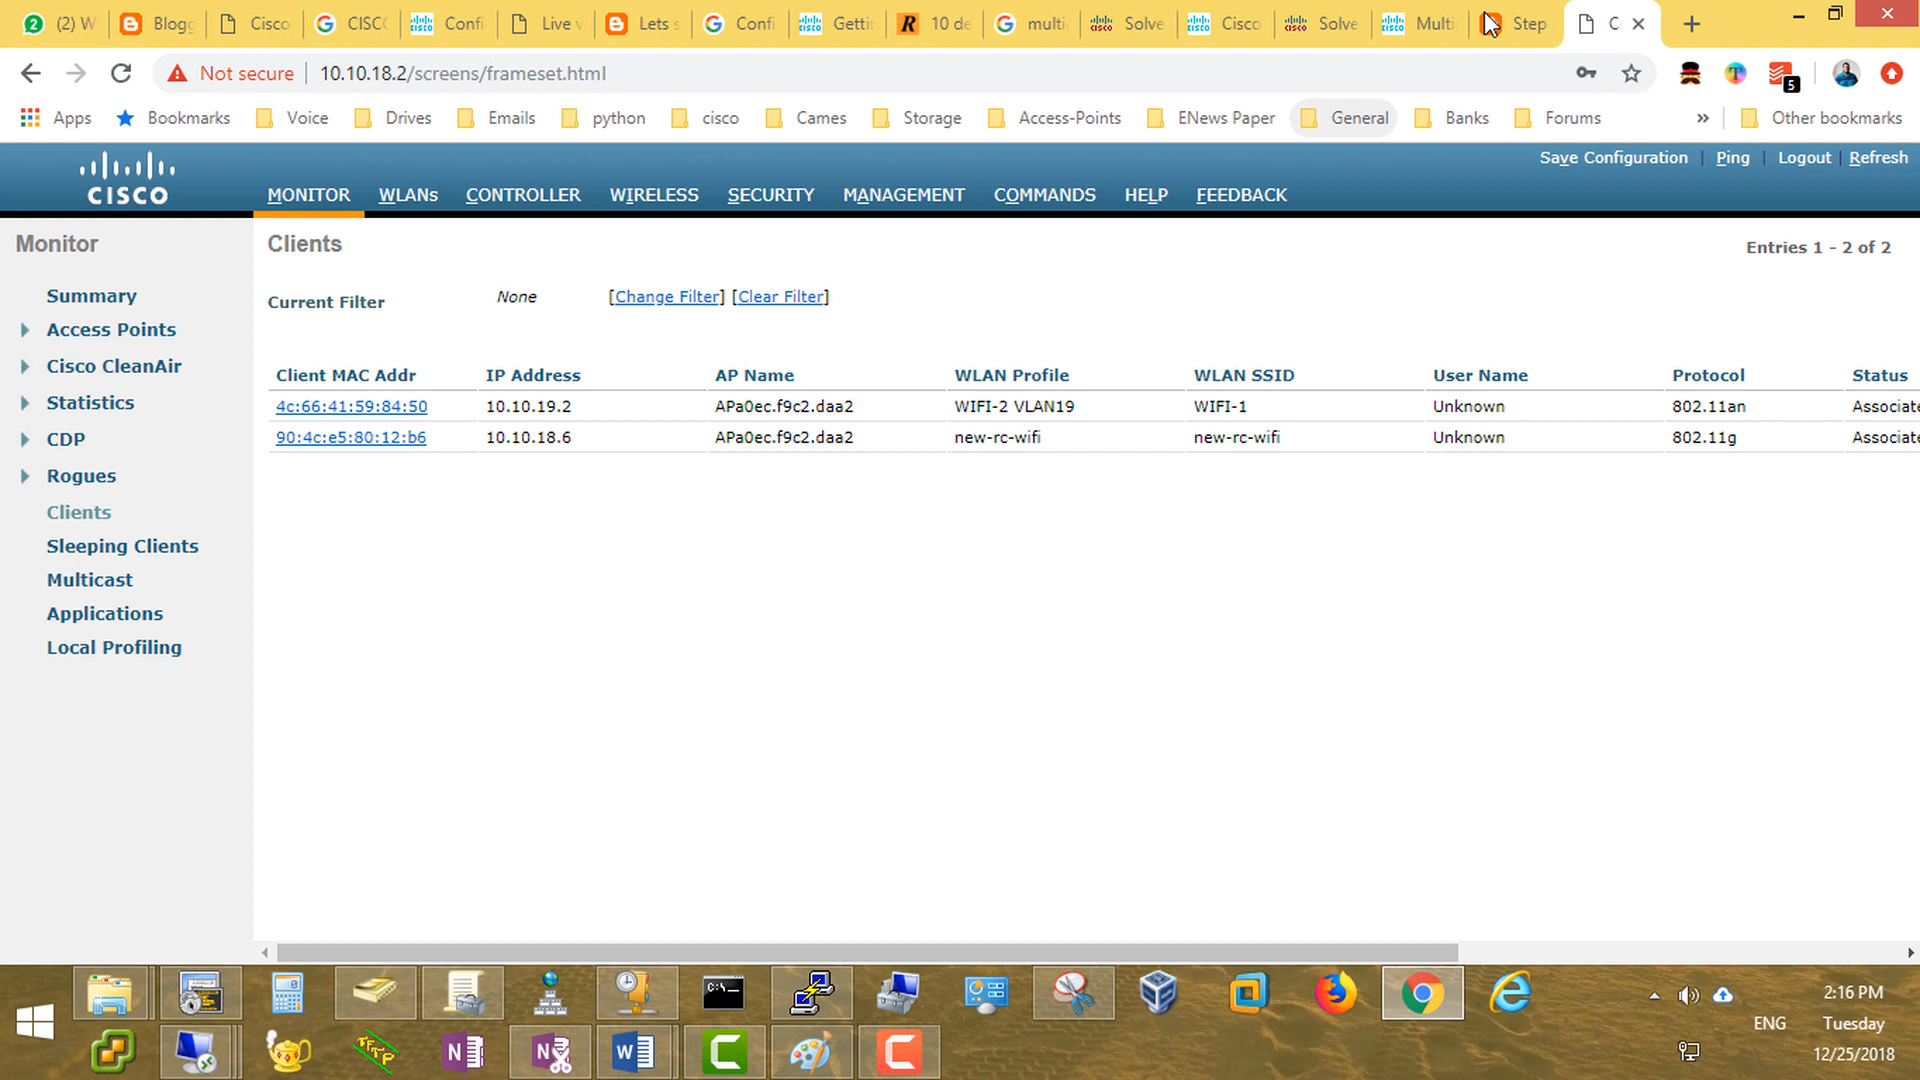 (2) W Blogg Cisco CISCO Confi Live v Lets s Confi Getti 10 de multi Solve Cisco Solve Multi Step C
Not secure 10.10.18.2/screens/frameset.html 5
Apps Bookmarks Voice Drives Emails python cisco Cames Storage Access-Points ENews Paper General Banks Forums » Other bookmarks
Save Configuration | Ping | Logout | Refresh
CISCO MONITOR WLANs CONTROLLER WIRELESS SECURITY MANAGEMENT COMMANDS HELP FEEDBACK
Monitor
Summary
Access Points
Cisco CleanAir
Statistics
CDP
Rogues
Clients
Sleeping Clients
Multicast
Applications
Local Profiling
Clients Entries 1 - 2 of 2
Current Filter None [Change Filter] [Clear Filter]
Client MAC Addr IP Address AP Name WLAN Profile WLAN SSID User Name Protocol Status
4c:66:41:59:84:50 10.10.19.2 APa0ec.f9c2.daa2 WIFI-2 VLAN19 WIFI-1 Unknown 802.11an Associate
90:4c:e5:80:12:b6 10.10.18.6 APa0ec.f9c2.daa2 new-rc-wifi new-rc-wifi Unknown 802.11g Associate
C:\_
TFTP
2:16 PM
ENG Tuesday
12/25/2018